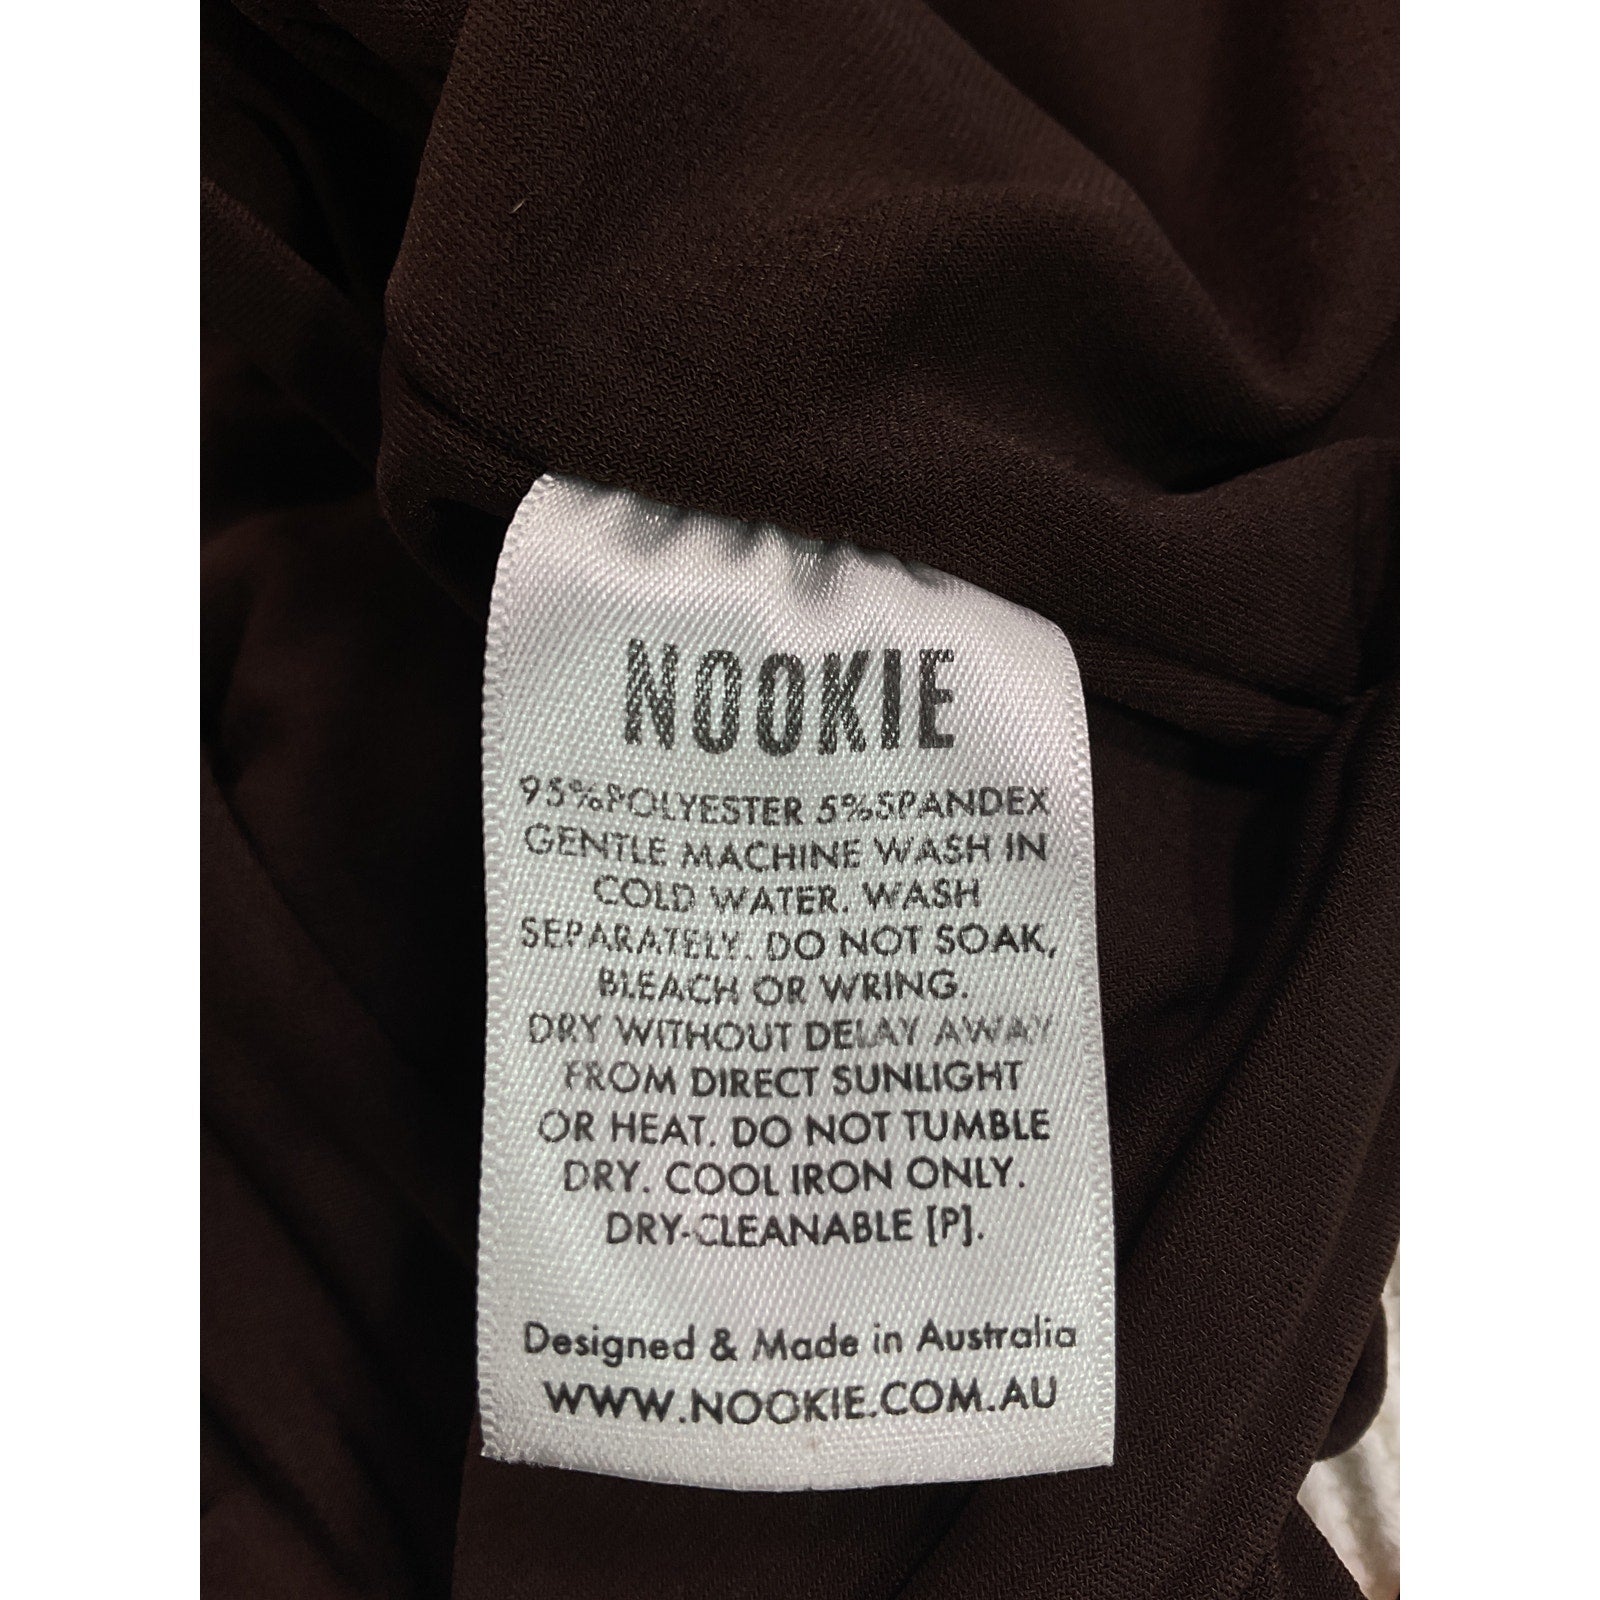 NOOKIE
95%POLYESTER 5%SPANDEX
GENTLE MACHINE WASH IN
COLD WATER. WASH
SEPARATELY. DO NOT SOAK,
BLEACH OR WRING.
DRY WITHOUT DELAY AWAY
FROM DIRECT SUNLIGHT
OR HEAT. DO NOT TUMBLE
DRY. COOL IRON ONLY.
DRY-CLEANABLE [P].
Designed & Made in Australia
WWW.NOOKIE.COM.AU